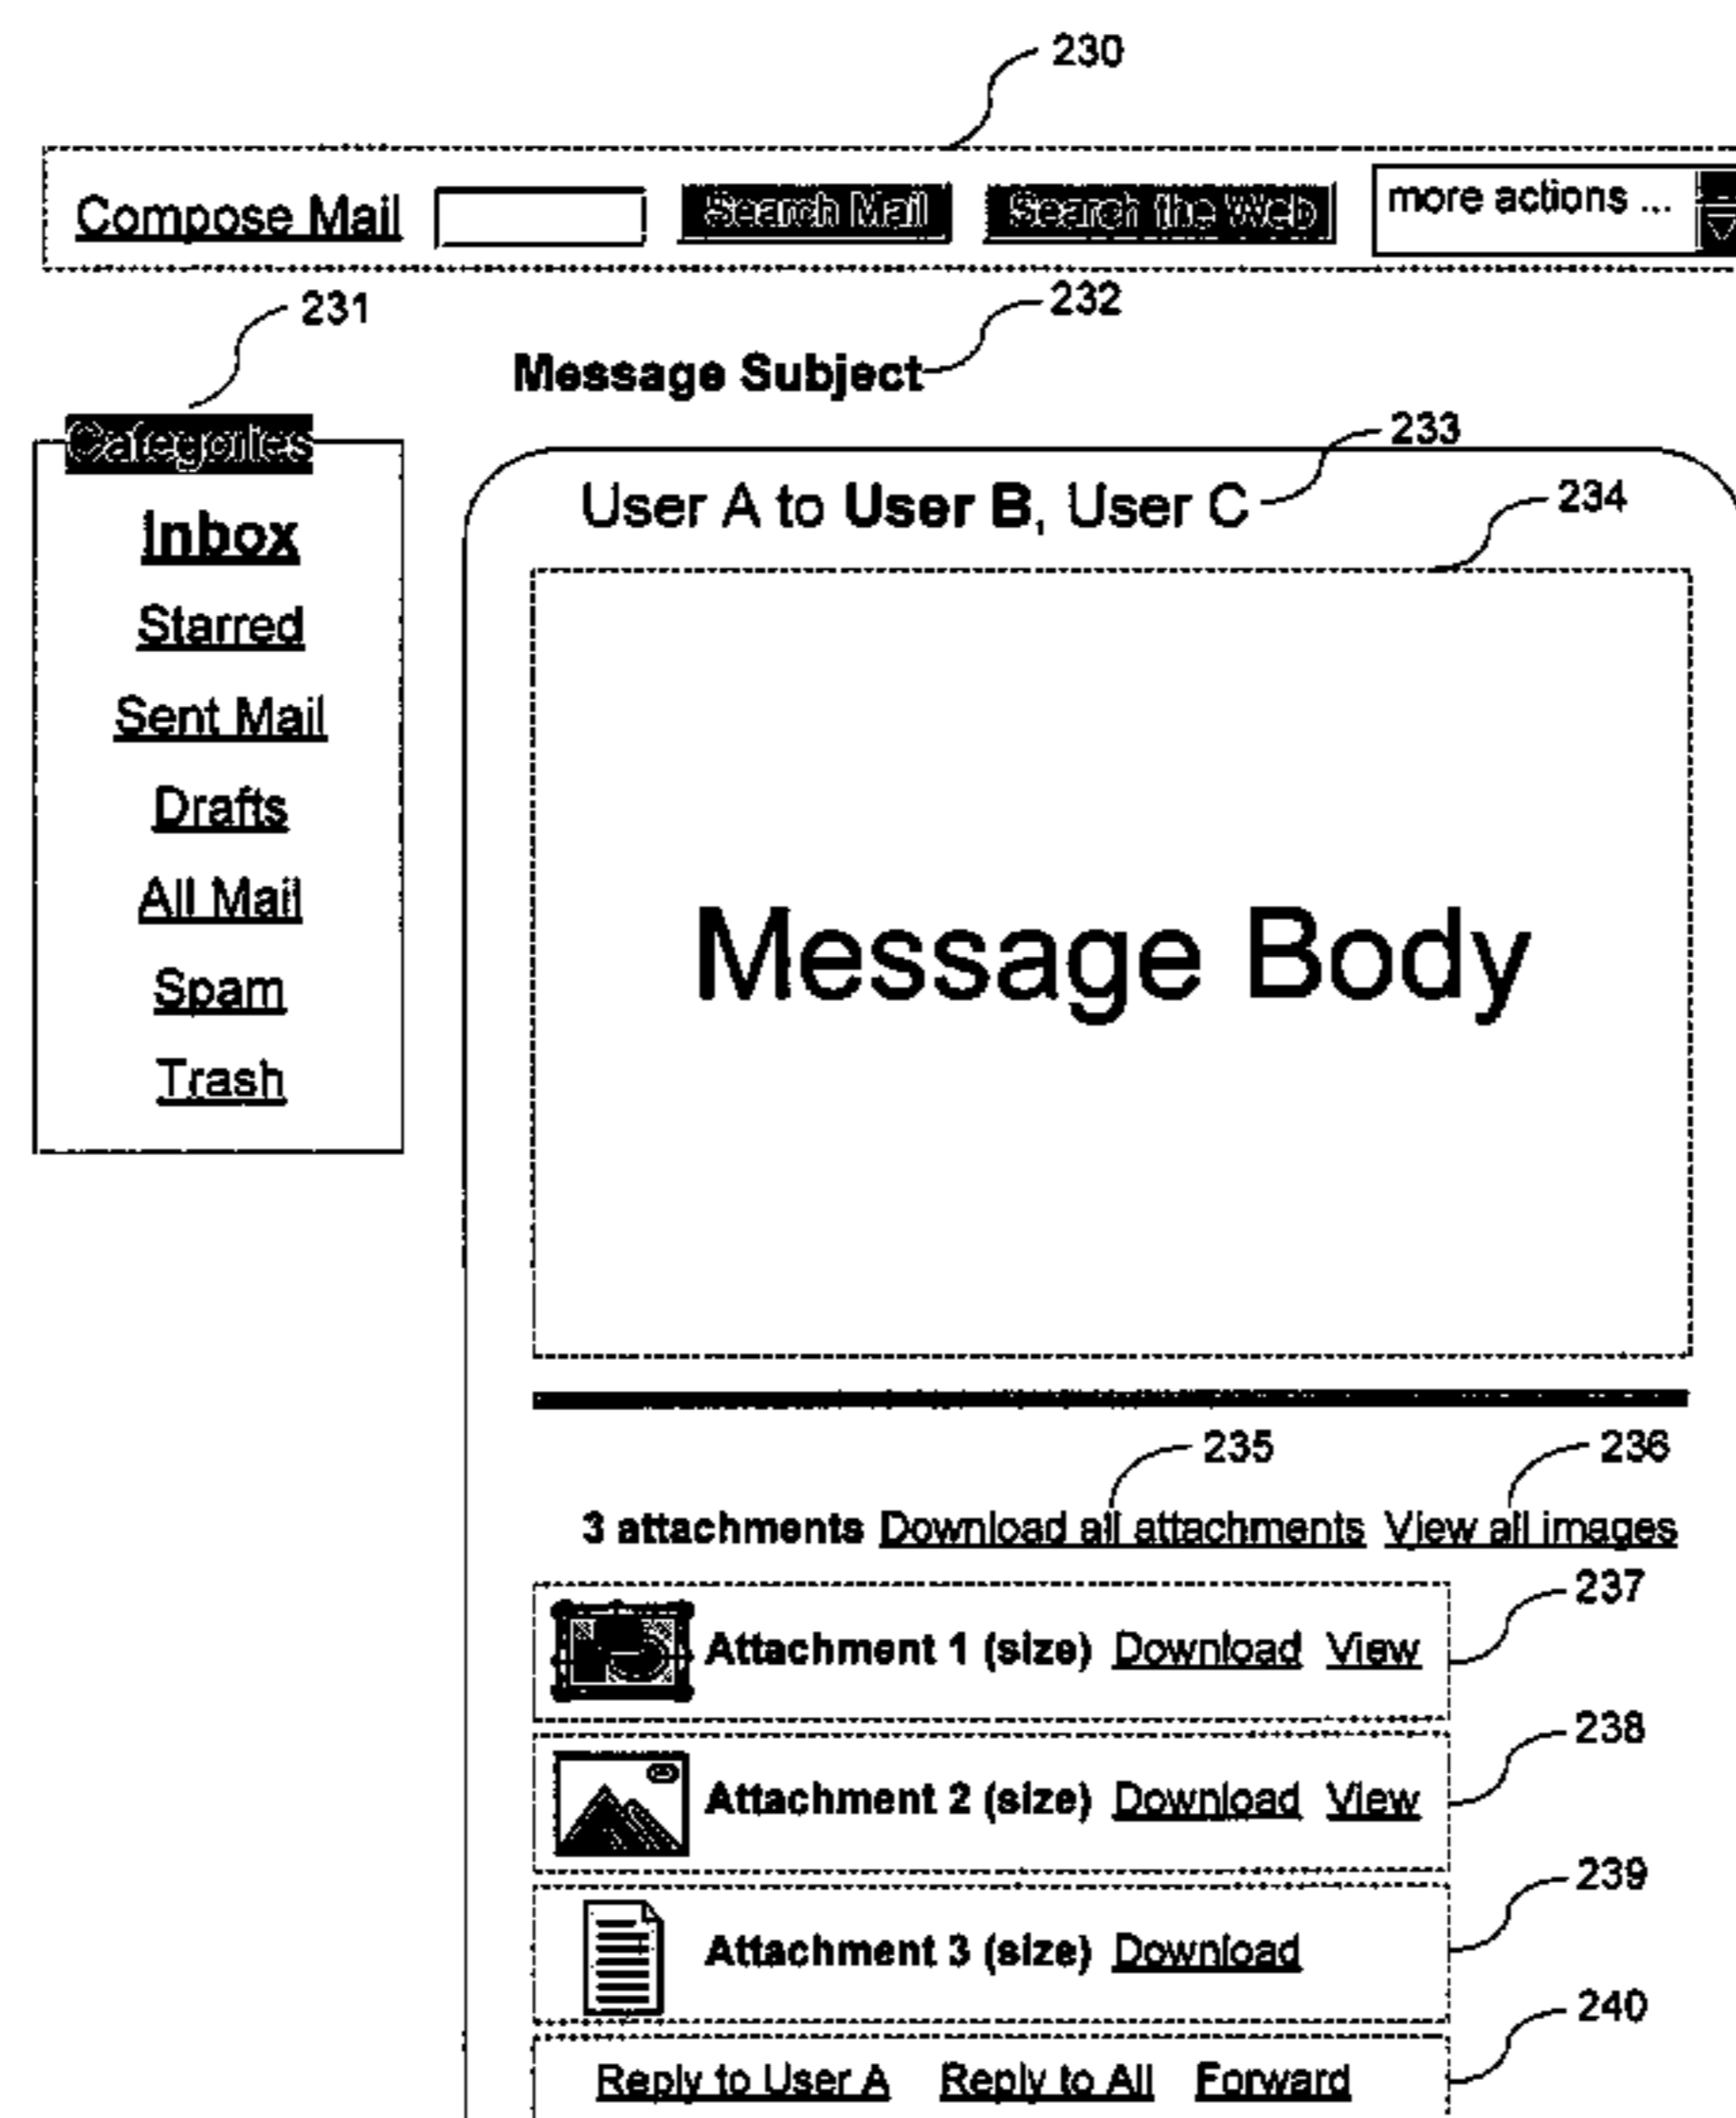 230
Compose Mail Search Mail Search the Web more actions ...
231
232
Message Subject
Categories
233
User A to User B, User C
234
Inbox
Starred
Sent Mail
Drafts
All Mail
Spam
Trash
Message Body
235
236
3 attachments Download all attachments View all images
237
Attachment 1 (size) Download View
238
Attachment 2 (size) Download View
239
Attachment 3 (size) Download
240
Reply to User A Reply to All Forward